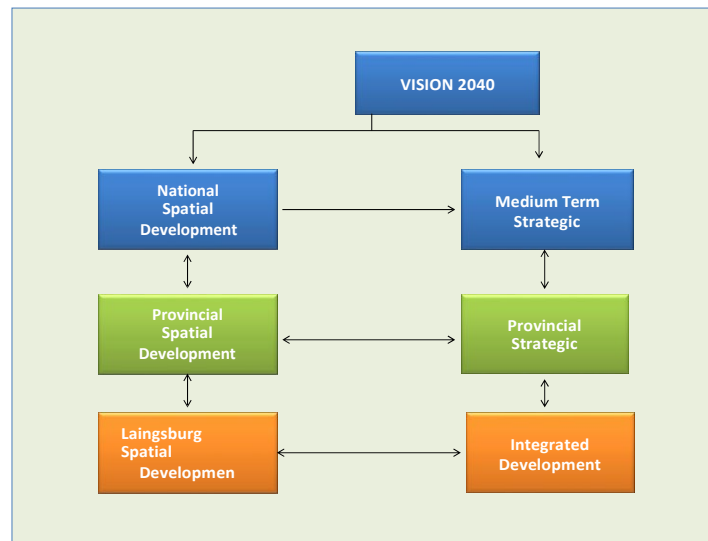 VISION 2040
National
Spatial
Development
Medium Term
Strategic
Provincial
Spatial
Development
Provincial
Strategic
Laingsburg
Spatial
Developmen
Integrated
Development